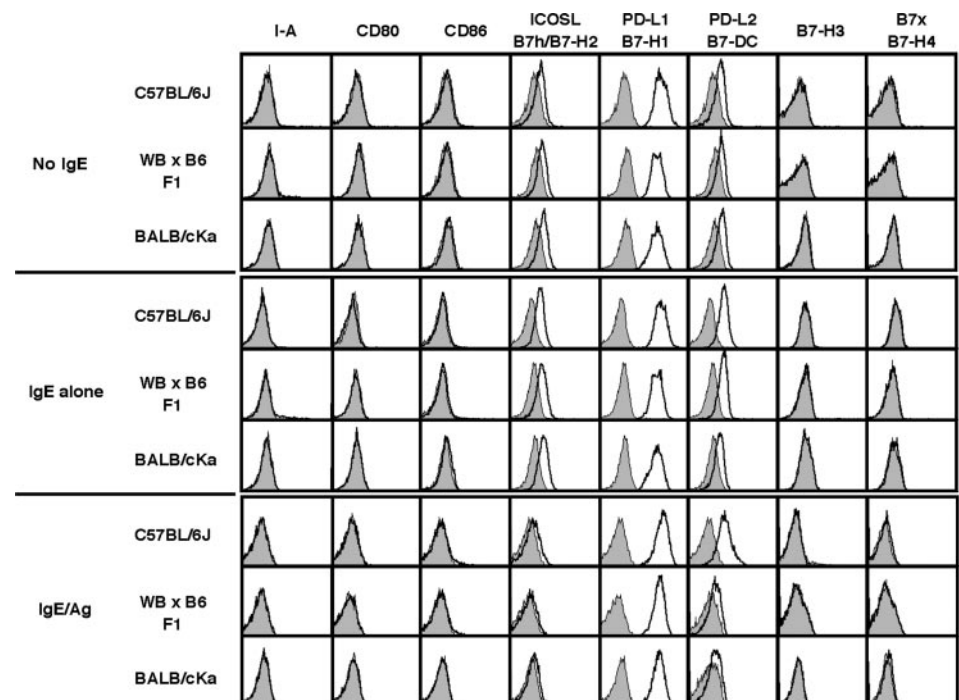 I-A CD80 CD86 ICOSL B7h/B7-H2 PD-L1 B7-H1 PD-L2 B7-DC B7-H3 B7x B7-H4
C57BL/6J
No IgE WB x B6 F1
BALB/cKa
C57BL/6J
IgE alone WB x B6 F1
BALB/cKa
C57BL/6J
IgE/Ag WB x B6 F1
BALB/cKa